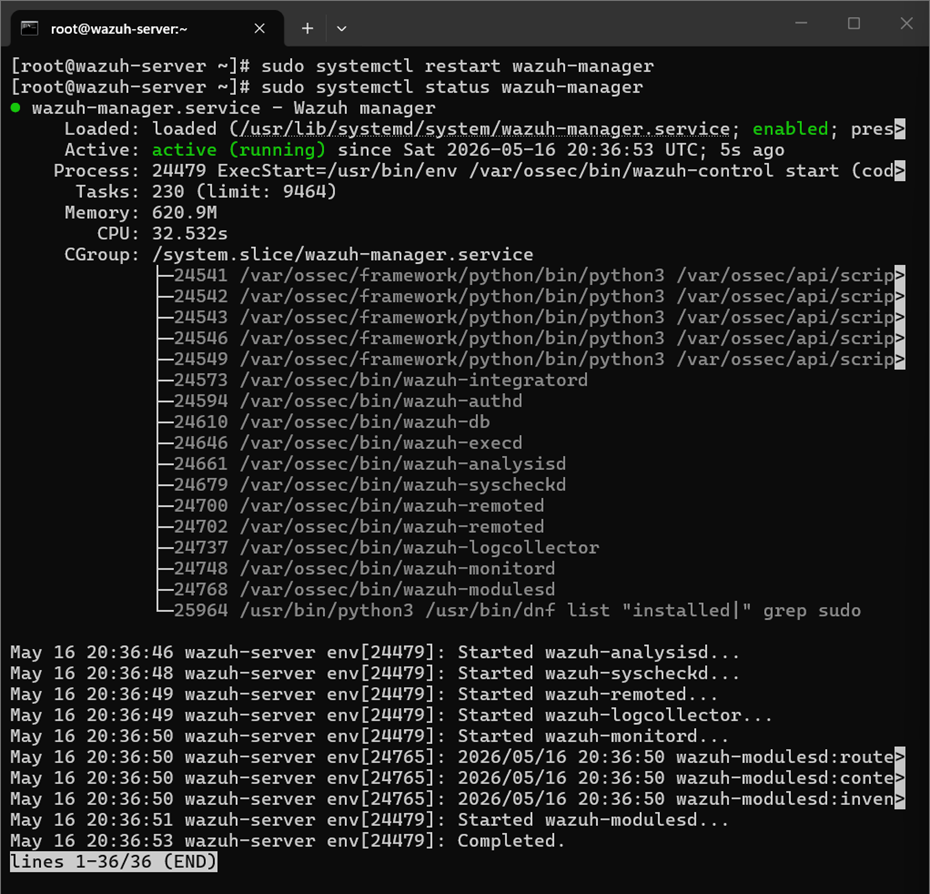 root@wazuh-server:~
[root@wazuh-server ~]# sudo systemctl restart wazuh-manager
[root@wazuh-server ~]# sudo systemctl status wazuh-manager
● wazuh-manager.service - Wazuh manager
     Loaded: loaded (/usr/lib/systemd/system/wazuh-manager.service; enabled; pres>
     Active: active (running) since Sat 2026-05-16 20:36:53 UTC; 5s ago
    Process: 24479 ExecStart=/usr/bin/env /var/ossec/bin/wazuh-control start (cod>
      Tasks: 230 (limit: 9464)
     Memory: 620.9M
        CPU: 32.532s
     CGroup: /system.slice/wazuh-manager.service
             ├─24541 /var/ossec/framework/python/bin/python3 /var/ossec/api/scrip>
             ├─24542 /var/ossec/framework/python/bin/python3 /var/ossec/api/scrip>
             ├─24543 /var/ossec/framework/python/bin/python3 /var/ossec/api/scrip>
             ├─24546 /var/ossec/framework/python/bin/python3 /var/ossec/api/scrip>
             ├─24549 /var/ossec/framework/python/bin/python3 /var/ossec/api/scrip>
             ├─24573 /var/ossec/bin/wazuh-integratord
             ├─24594 /var/ossec/bin/wazuh-authd
             ├─24610 /var/ossec/bin/wazuh-db
             ├─24646 /var/ossec/bin/wazuh-execd
             ├─24661 /var/ossec/bin/wazuh-analysisd
             ├─24679 /var/ossec/bin/wazuh-syscheckd
             ├─24700 /var/ossec/bin/wazuh-remoted
             ├─24702 /var/ossec/bin/wazuh-remoted
             ├─24737 /var/ossec/bin/wazuh-logcollector
             ├─24748 /var/ossec/bin/wazuh-monitord
             ├─24768 /var/ossec/bin/wazuh-modulesd
             └─25964 /usr/bin/python3 /usr/bin/dnf list "installed|" grep sudo

May 16 20:36:46 wazuh-server env[24479]: Started wazuh-analysisd...
May 16 20:36:48 wazuh-server env[24479]: Started wazuh-syscheckd...
May 16 20:36:49 wazuh-server env[24479]: Started wazuh-remoted...
May 16 20:36:49 wazuh-server env[24479]: Started wazuh-logcollector...
May 16 20:36:50 wazuh-server env[24479]: Started wazuh-monitord...
May 16 20:36:50 wazuh-server env[24765]: 2026/05/16 20:36:50 wazuh-modulesd:route>
May 16 20:36:50 wazuh-server env[24765]: 2026/05/16 20:36:50 wazuh-modulesd:conte>
May 16 20:36:50 wazuh-server env[24765]: 2026/05/16 20:36:50 wazuh-modulesd:inven>
May 16 20:36:51 wazuh-server env[24479]: Started wazuh-modulesd...
May 16 20:36:53 wazuh-server env[24479]: Completed.
lines 1-36/36 (END)